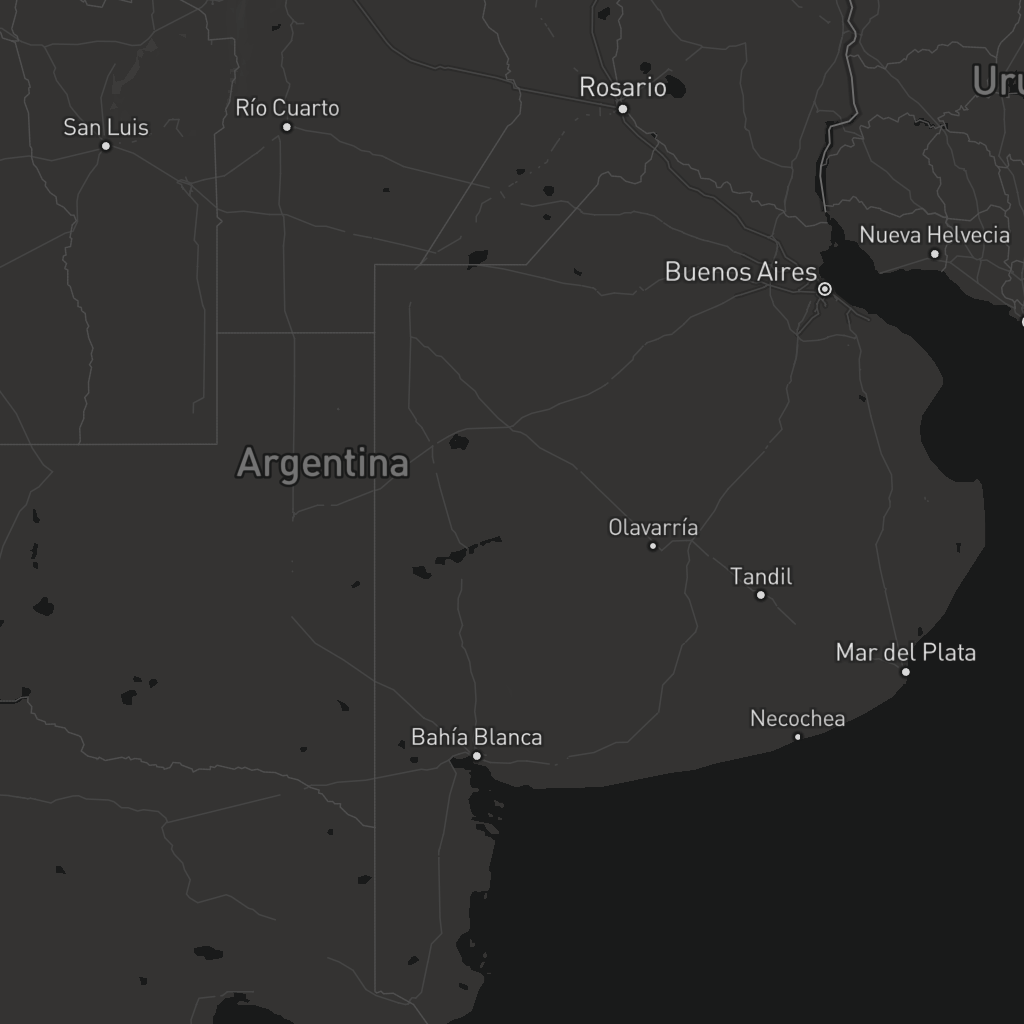 Uru
Rosario
Río Cuarto
San Luis
Nueva Helvecia
Buenos Aires
Argentina
Olavarría
Tandil
Mar del Plata
Necochea
Bahía Blanca